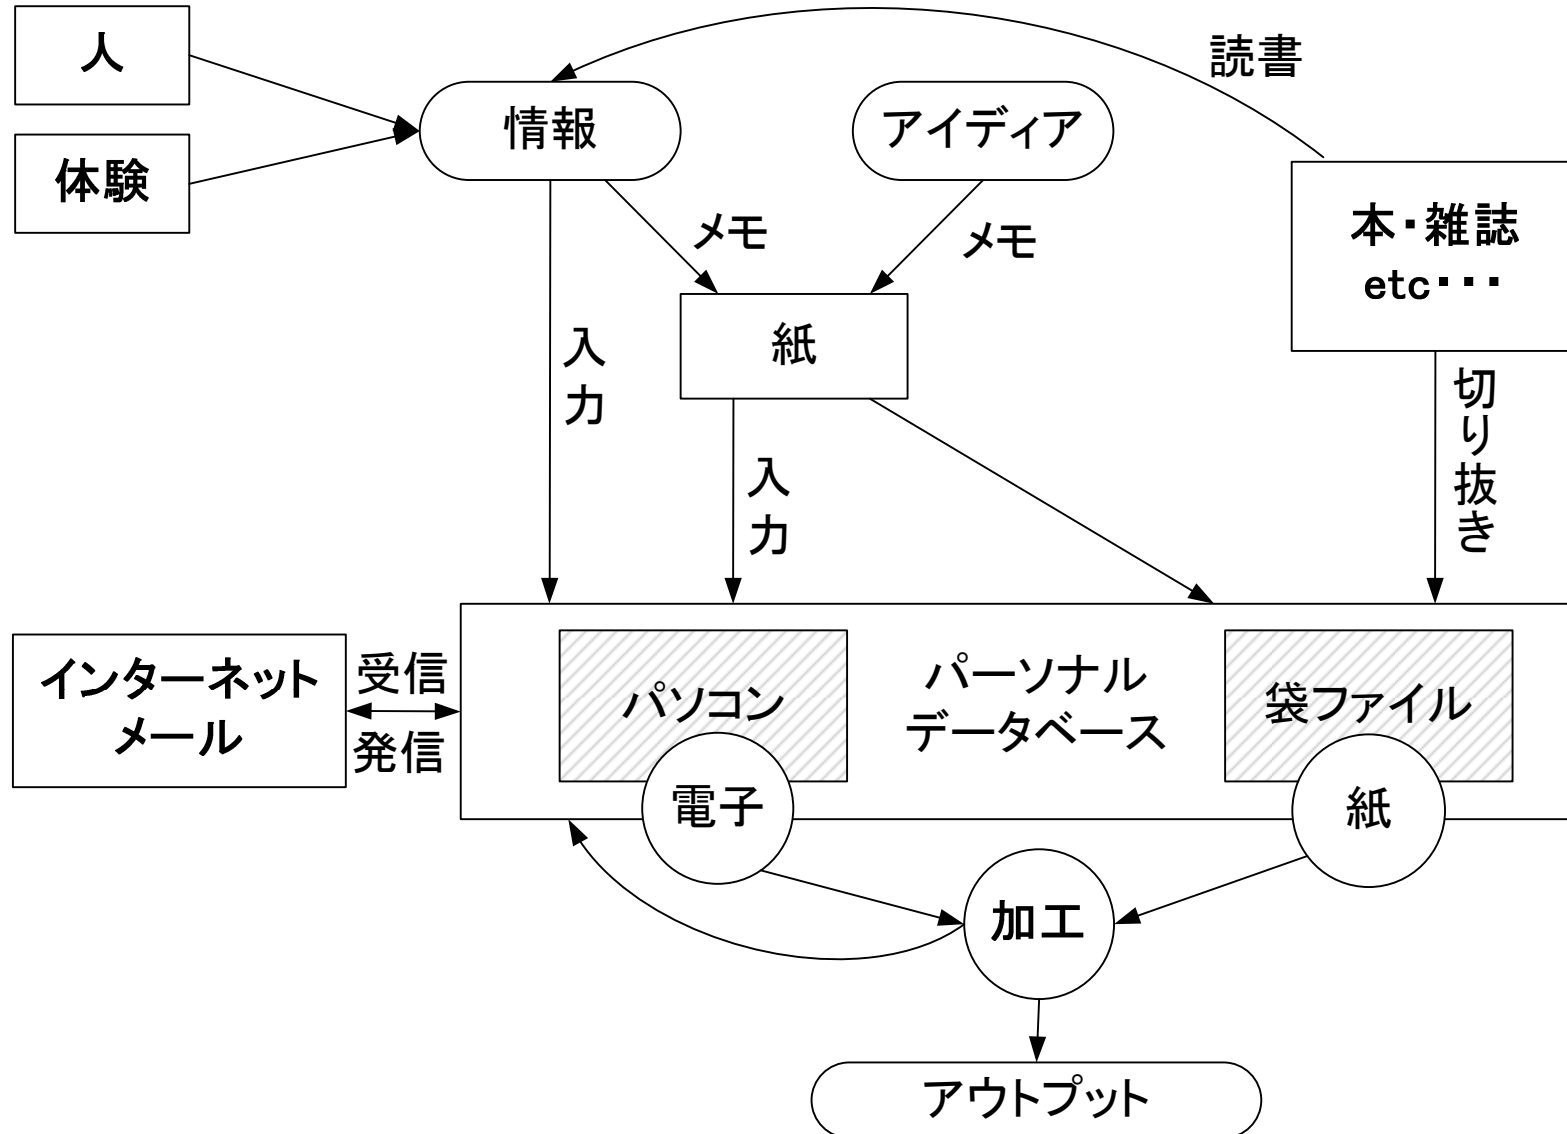 人
読書
情報
アイディア
体験
メモ
メモ
本・雑誌
etc・・・
紙
入力
切り抜き
入力
インターネット
メール
受信
発信
パソコン
パーソナル
データベース
袋ファイル
電子
紙
加工
アウトプット